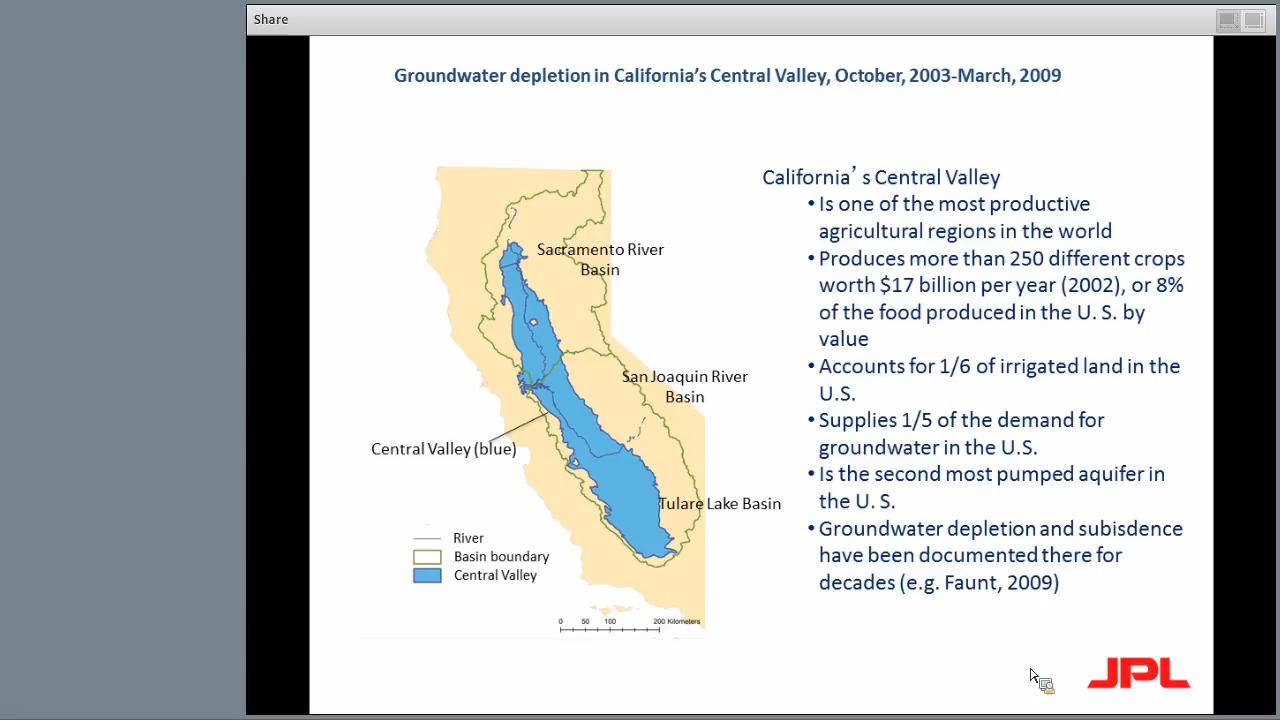 Share
Groundwater depletion in California's Central Valley, October, 2003-March, 2009
California's Central Valley
•Is one of the most productive
agricultural regions in the world
•Produces more than 250 different crops
worth $17 billion per year (2002), or 8%
of the food produced in the U. S. by
value
•Accounts for 1/6 of irrigated land in the
U.S.
•Supplies 1/5 of the demand for
groundwater in the U.S.
•Is the second most pumped aquifer in
the U. S.
•Groundwater depletion and subisdence
have been documented there for
decades (e.g. Faunt, 2009)
Sacramento River
Basin
San Joaquin River
Basin
Central Valley (blue)
Tulare Lake Basin
River
Basin boundary
Central Valley
0 50 100 200 Kilometers
JPL